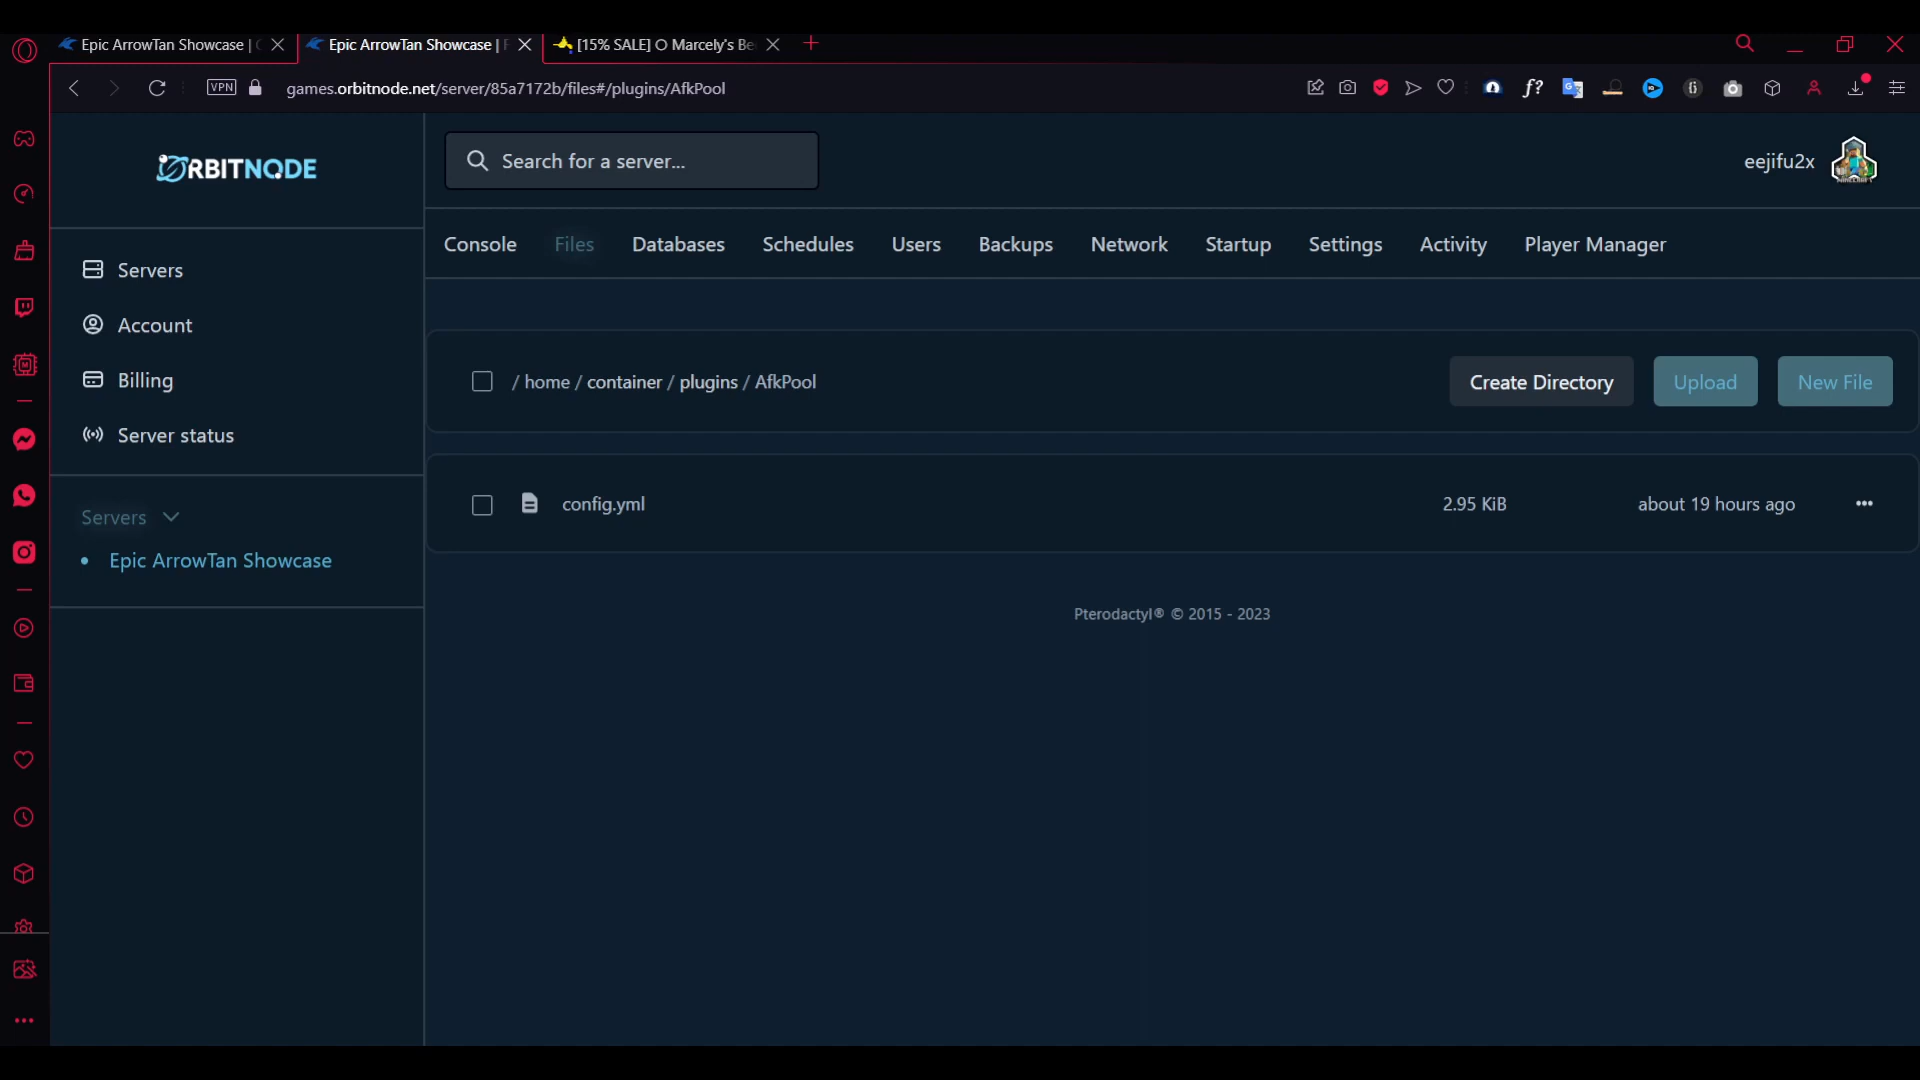 Epic ArrowTan Showcase |
Epic ArrowTan Showcase |
[15% SALE] O Marcely's Be
VPN
games.orbitnode.net/server/85a7172b/files#/plugins/AfkPool
ORBITNODE
Search for a server...
eejifu2x
Console Files Databases Schedules Users Backups Network Startup Settings Activity Player Manager
Servers
Account
Billing
Server status
/ home / container / plugins / AfkPool
Create Directory
Upload
New File
config.yml
2.95 KiB
about 19 hours ago
Servers
Epic ArrowTan Showcase
Pterodactyl® © 2015 - 2023